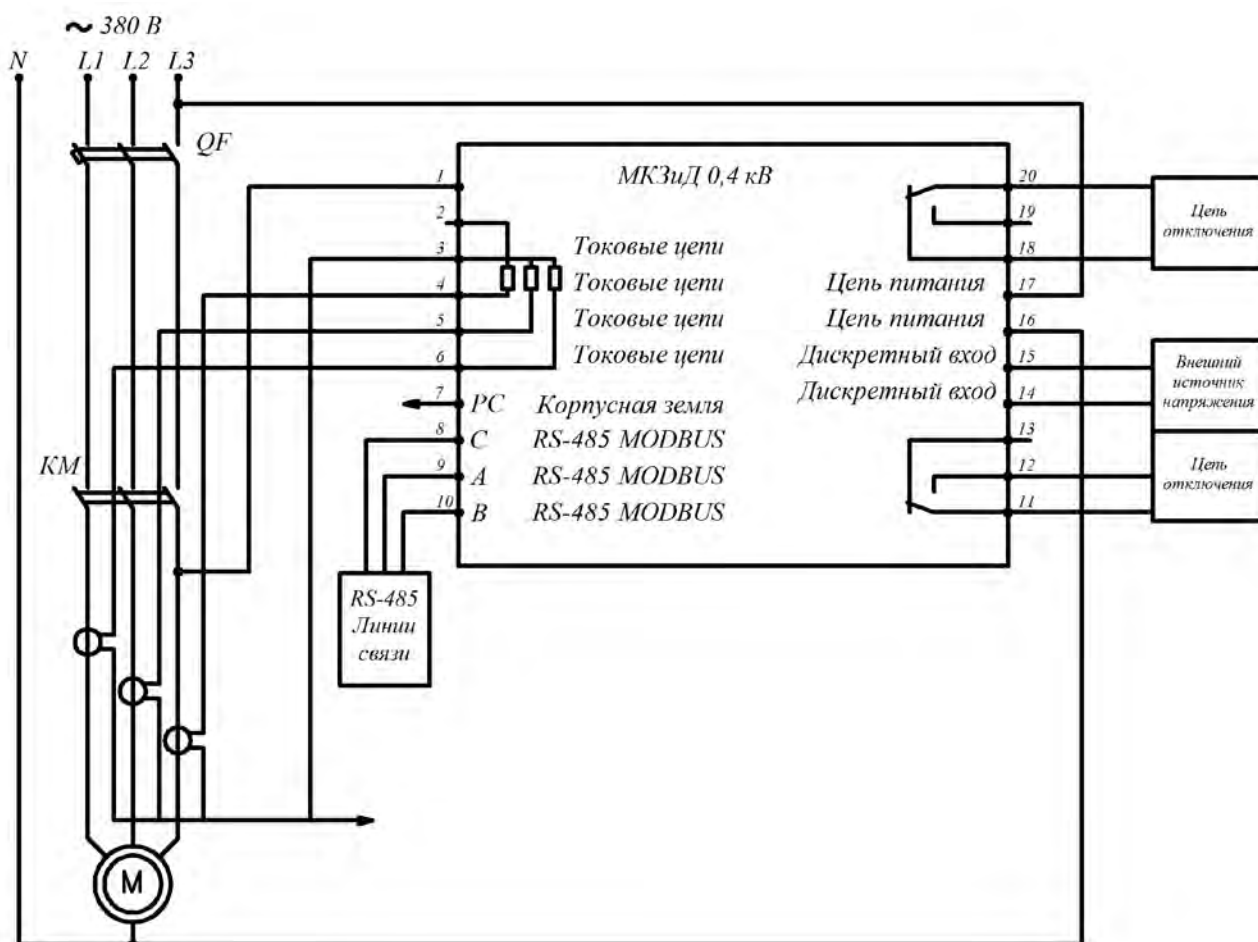 ~ 380 В
N L1 L2 L3
QF
КМ
М
МКЗиД 0,4 кВ
1
2
3
4
5
6
7
8
9
10
Токовые цепи
Токовые цепи
Токовые цепи
Токовые цепи
РС Корпусная земля
С RS-485 MODBUS
А RS-485 MODBUS
В RS-485 MODBUS
Цепь питания
Цепь питания
Дискретный вход
Дискретный вход
20
19
18
17
16
15
14
13
12
11
Цепь
отключения
Внешний
источник
напряжения
Цепь
отключения
RS-485
Линии
связи